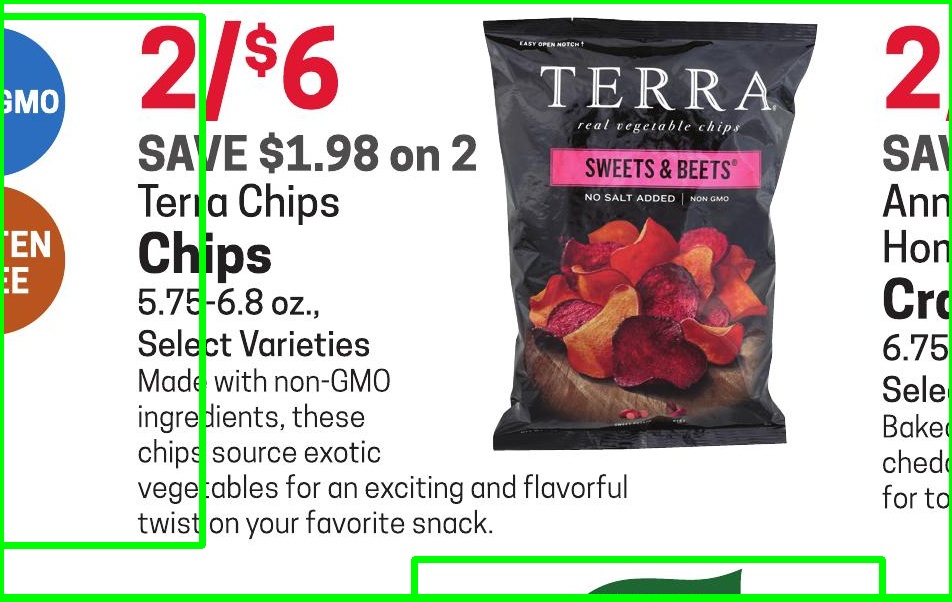 GMO
TEN
EE
2/$6
SAVE $1.98 on 2
Terra Chips
Chips
5.75-6.8 oz.,
Select Varieties
Made with non-GMO
ingredients, these
chips source exotic
vegetables for an exciting and flavorful
twist on your favorite snack.
EASY OPEN NOTCH↑
TERRA®
real vegetable chips
SWEETS & BEETS®
NO SALT ADDED | NON GMO
2/
SAV
Ann
Hom
Cra
6.75
Sele
Baked
chedd
for to